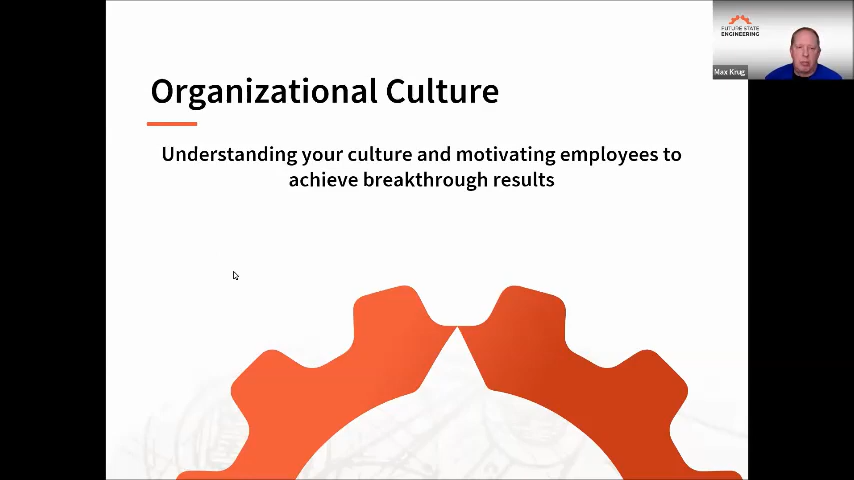 Organizational Culture
Understanding your culture and motivating employees to
achieve breakthrough results
FUTURE STATE
ENGINEERING
Max Krug